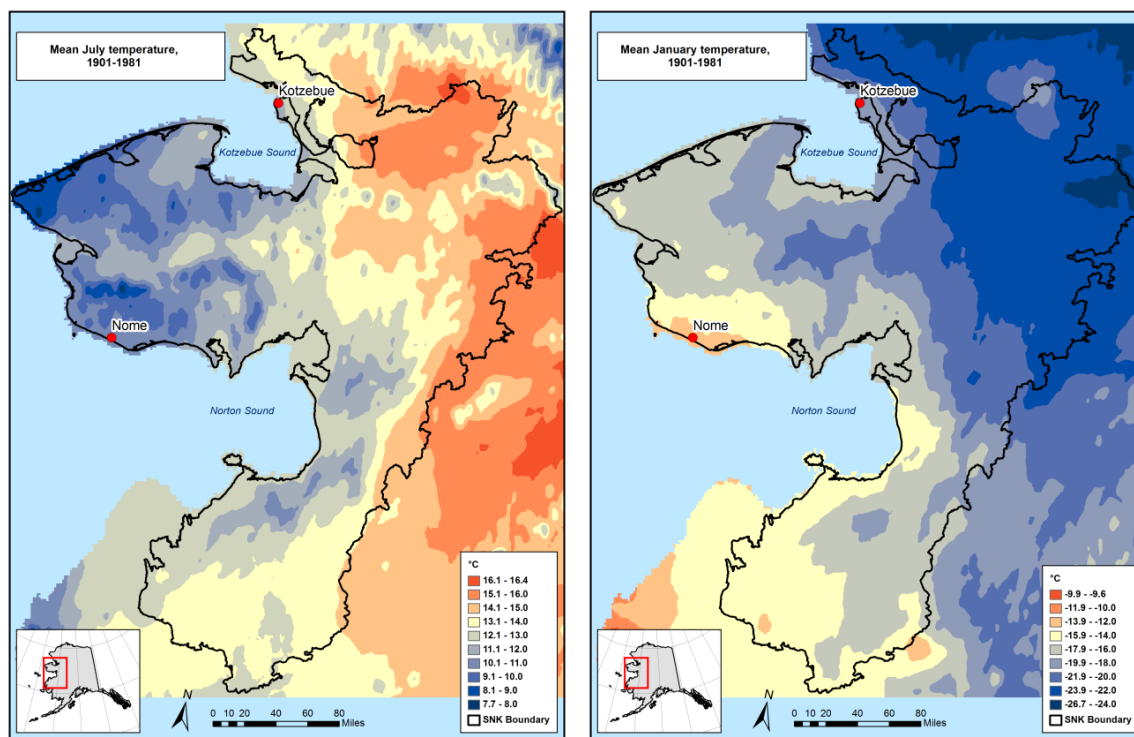 Mean July temperature,
1901-1981
Kotzebue
Kotzebue Sound
Nome
Norton Sound
°C
16.1 - 16.4
15.1 - 16.0
14.1 - 15.0
13.1 - 14.0
12.1 - 13.0
11.1 - 12.0
10.1 - 11.0
9.1 - 10.0
8.1 - 9.0
7.7 - 8.0
SNK Boundary
N
0 10 20 40 60 80
Miles
Mean January temperature,
1901-1981
Kotzebue
Kotzebue Sound
Nome
Norton Sound
°C
-9.9 - -9.6
-11.9 - -10.0
-13.9 - -12.0
-15.9 - -14.0
-17.9 - -16.0
-19.9 - -18.0
-21.9 - -20.0
-23.9 - -22.0
-26.7 - -24.0
SNK Boundary
N
0 10 20 40 60 80
Miles